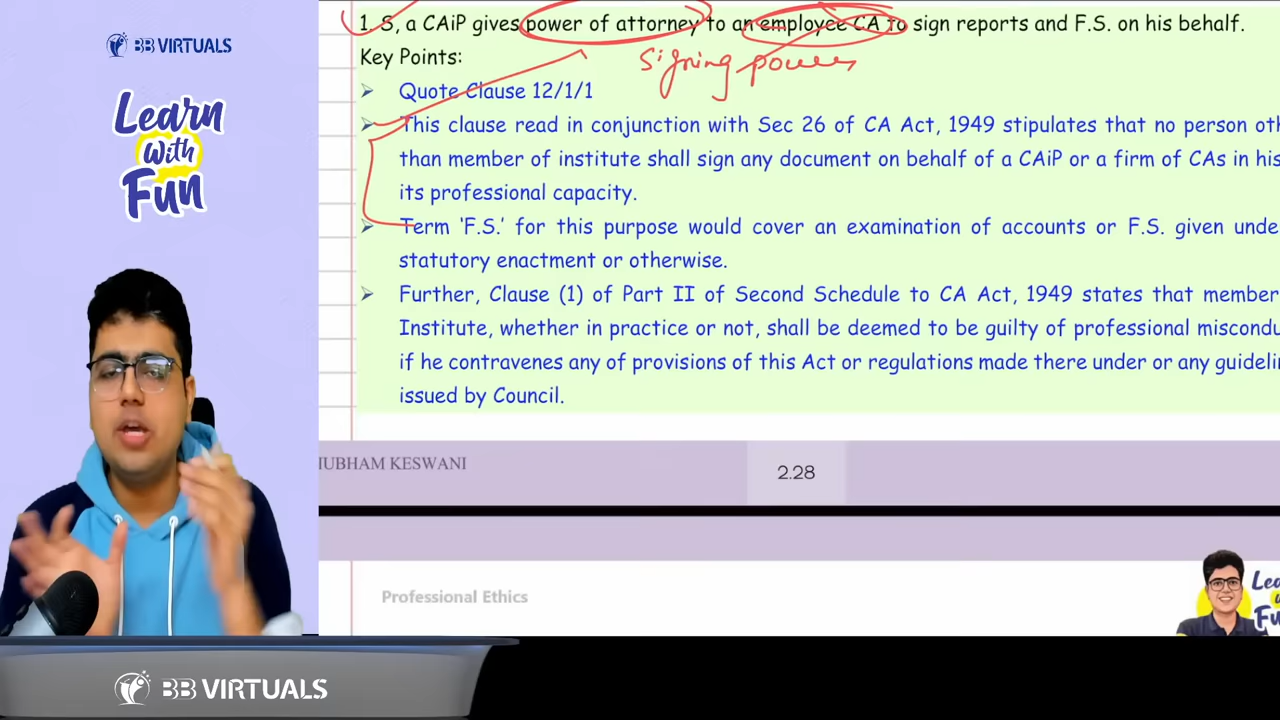 BB VIRTUALS
Learn
with
Fun
1. S, a CAiP gives power of attorney to an employee CA to sign reports and F.S. on his behalf.
Key Points:
signing power
➢ Quote Clause 12/1/1
➢ This clause read in conjunction with Sec 26 of CA Act, 1949 stipulates that no person oth
than member of institute shall sign any document on behalf of a CAiP or a firm of CAs in his
its professional capacity.
➢ Term ‘F.S.’ for this purpose would cover an examination of accounts or F.S. given unde
statutory enactment or otherwise.
➢ Further, Clause (1) of Part II of Second Schedule to CA Act, 1949 states that member
Institute, whether in practice or not, shall be deemed to be guilty of professional miscondu
if he contravenes any of provisions of this Act or regulations made there under or any guideli
issued by Council.
UBHAM KESWANI
2.28
Professional Ethics
Lea
Fu
BB VIRTUALS